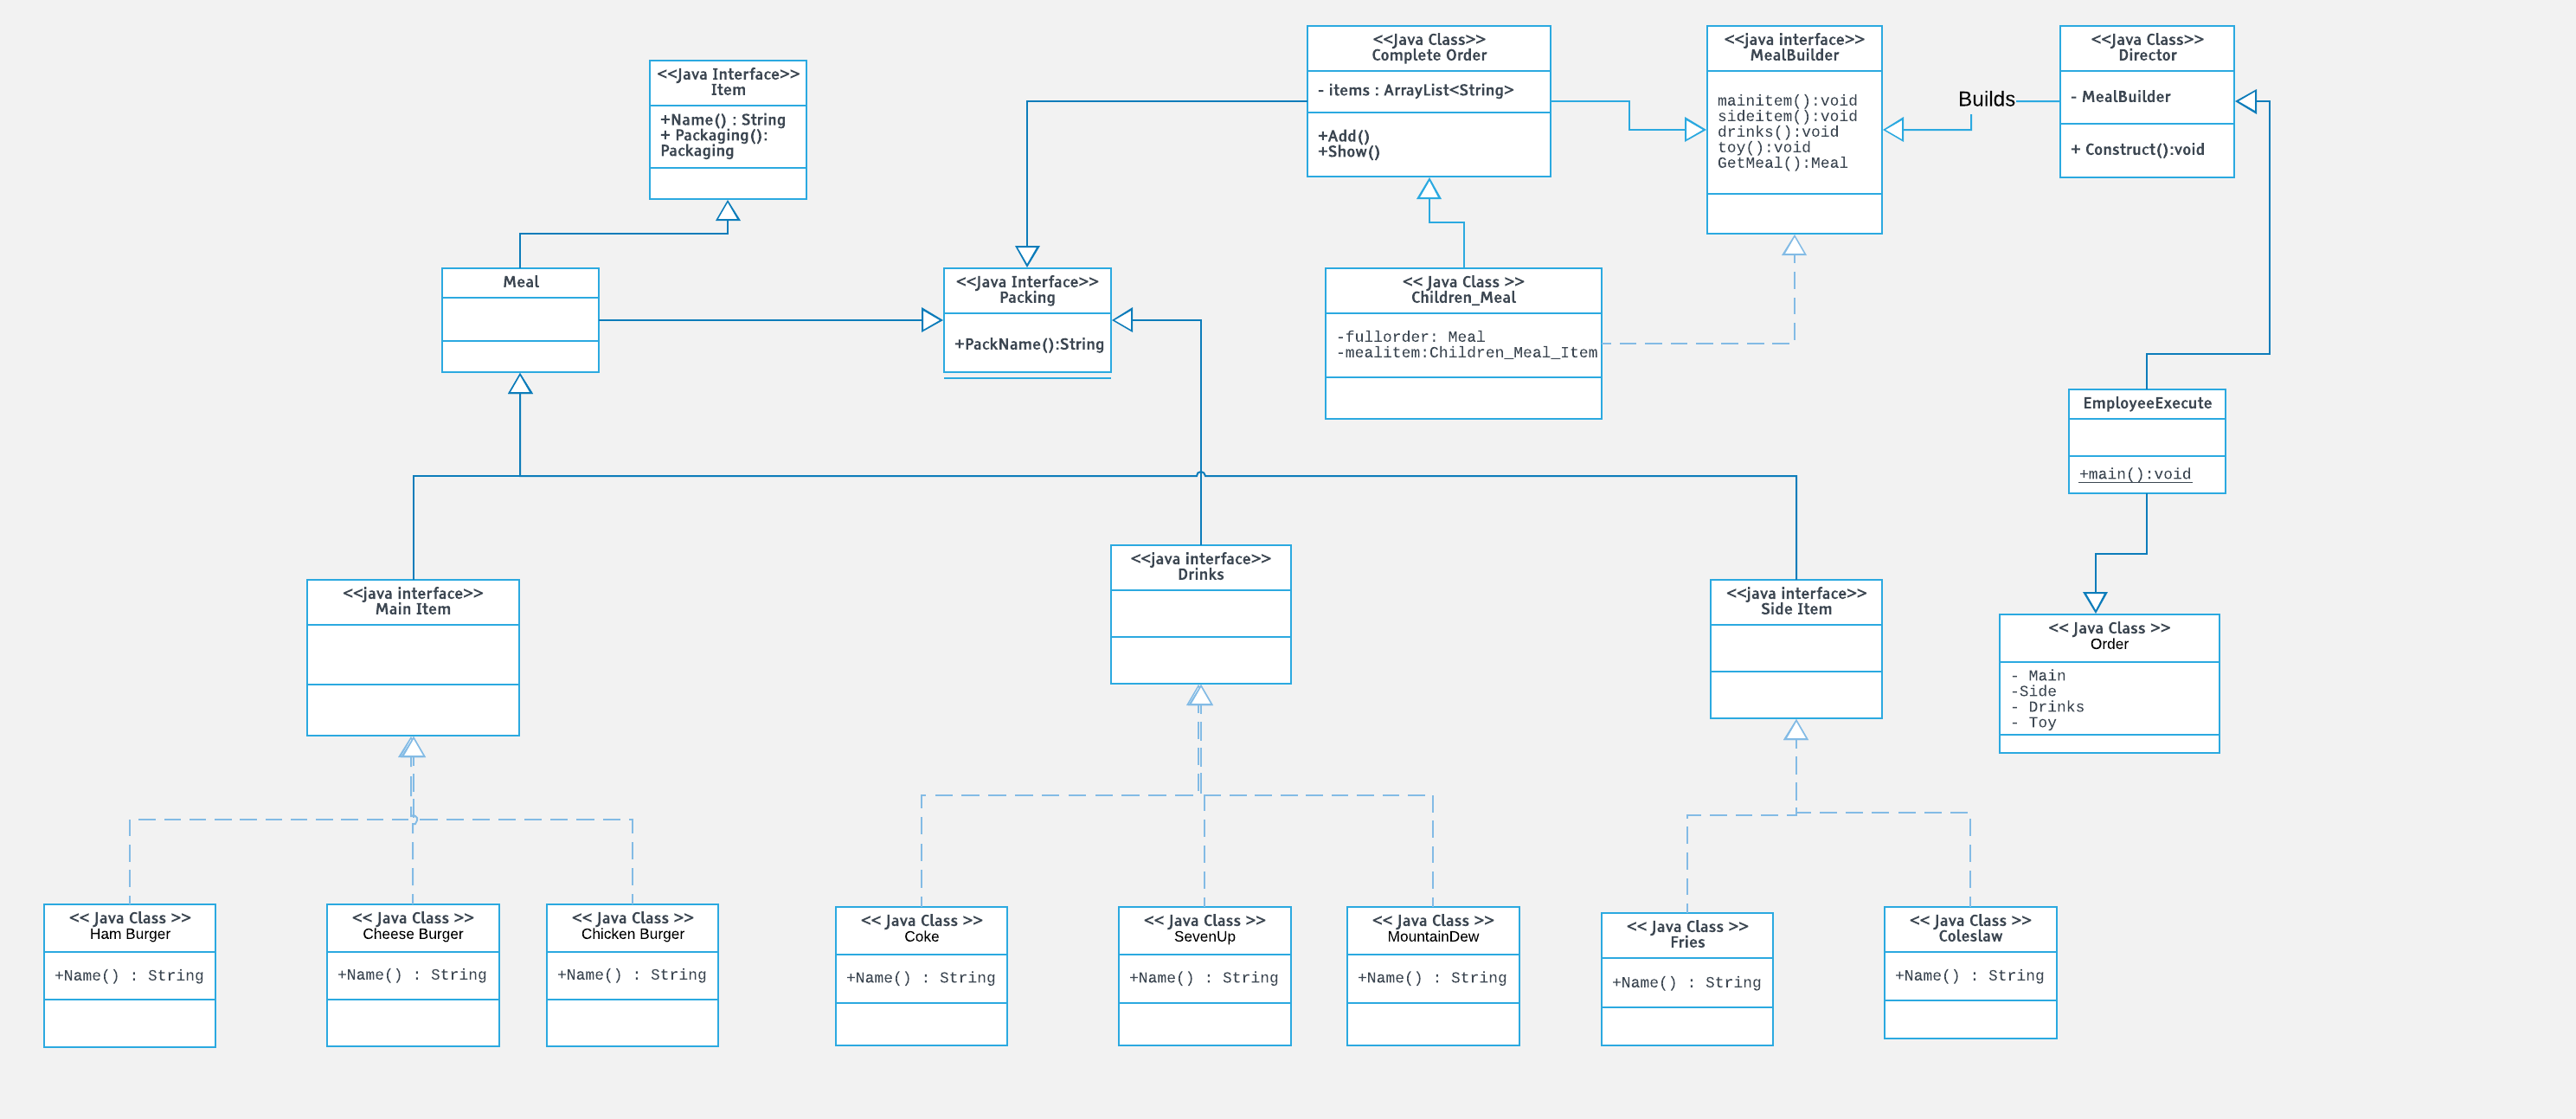 <<Java Interface>>
Item
+Name() : String
+ Packaging():
Packaging
<<Java Class>>
Complete Order
- items : ArrayList<String>
+Add()
+Show()
<<java interface>>
MealBuilder
mainitem():void
sideitem():void
drinks():void
toy():void
GetMeal():Meal
Builds
<<Java Class>>
Director
- MealBuilder
+ Construct():void
Meal
<<Java Interface>>
Packing
+PackName():String
<< Java Class >>
Children_Meal
-fullorder: Meal
-mealitem:Children_Meal_Item
EmployeeExecute
+main():void
<<java interface>>
Main Item
<<java interface>>
Drinks
<<java interface>>
Side Item
<< Java Class >>
Order
- Main
-Side
- Drinks
- Toy
<< Java Class >>
Ham Burger
+Name() : String
<< Java Class >>
Cheese Burger
+Name() : String
<< Java Class >>
Chicken Burger
+Name() : String
<< Java Class >>
Coke
+Name() : String
<< Java Class >>
SevenUp
+Name() : String
<< Java Class >>
MountainDew
+Name() : String
<< Java Class >>
Fries
+Name() : String
<< Java Class >>
Coleslaw
+Name() : String